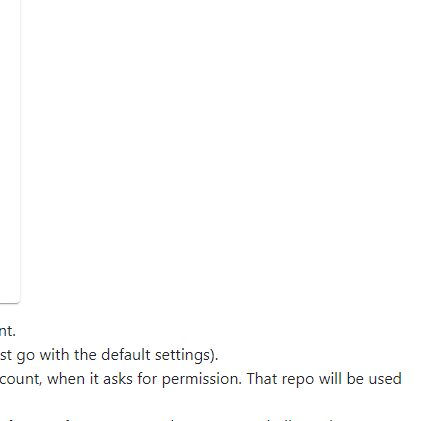 nt.
st go with the default settings).
count, when it asks for permission. That repo will be used